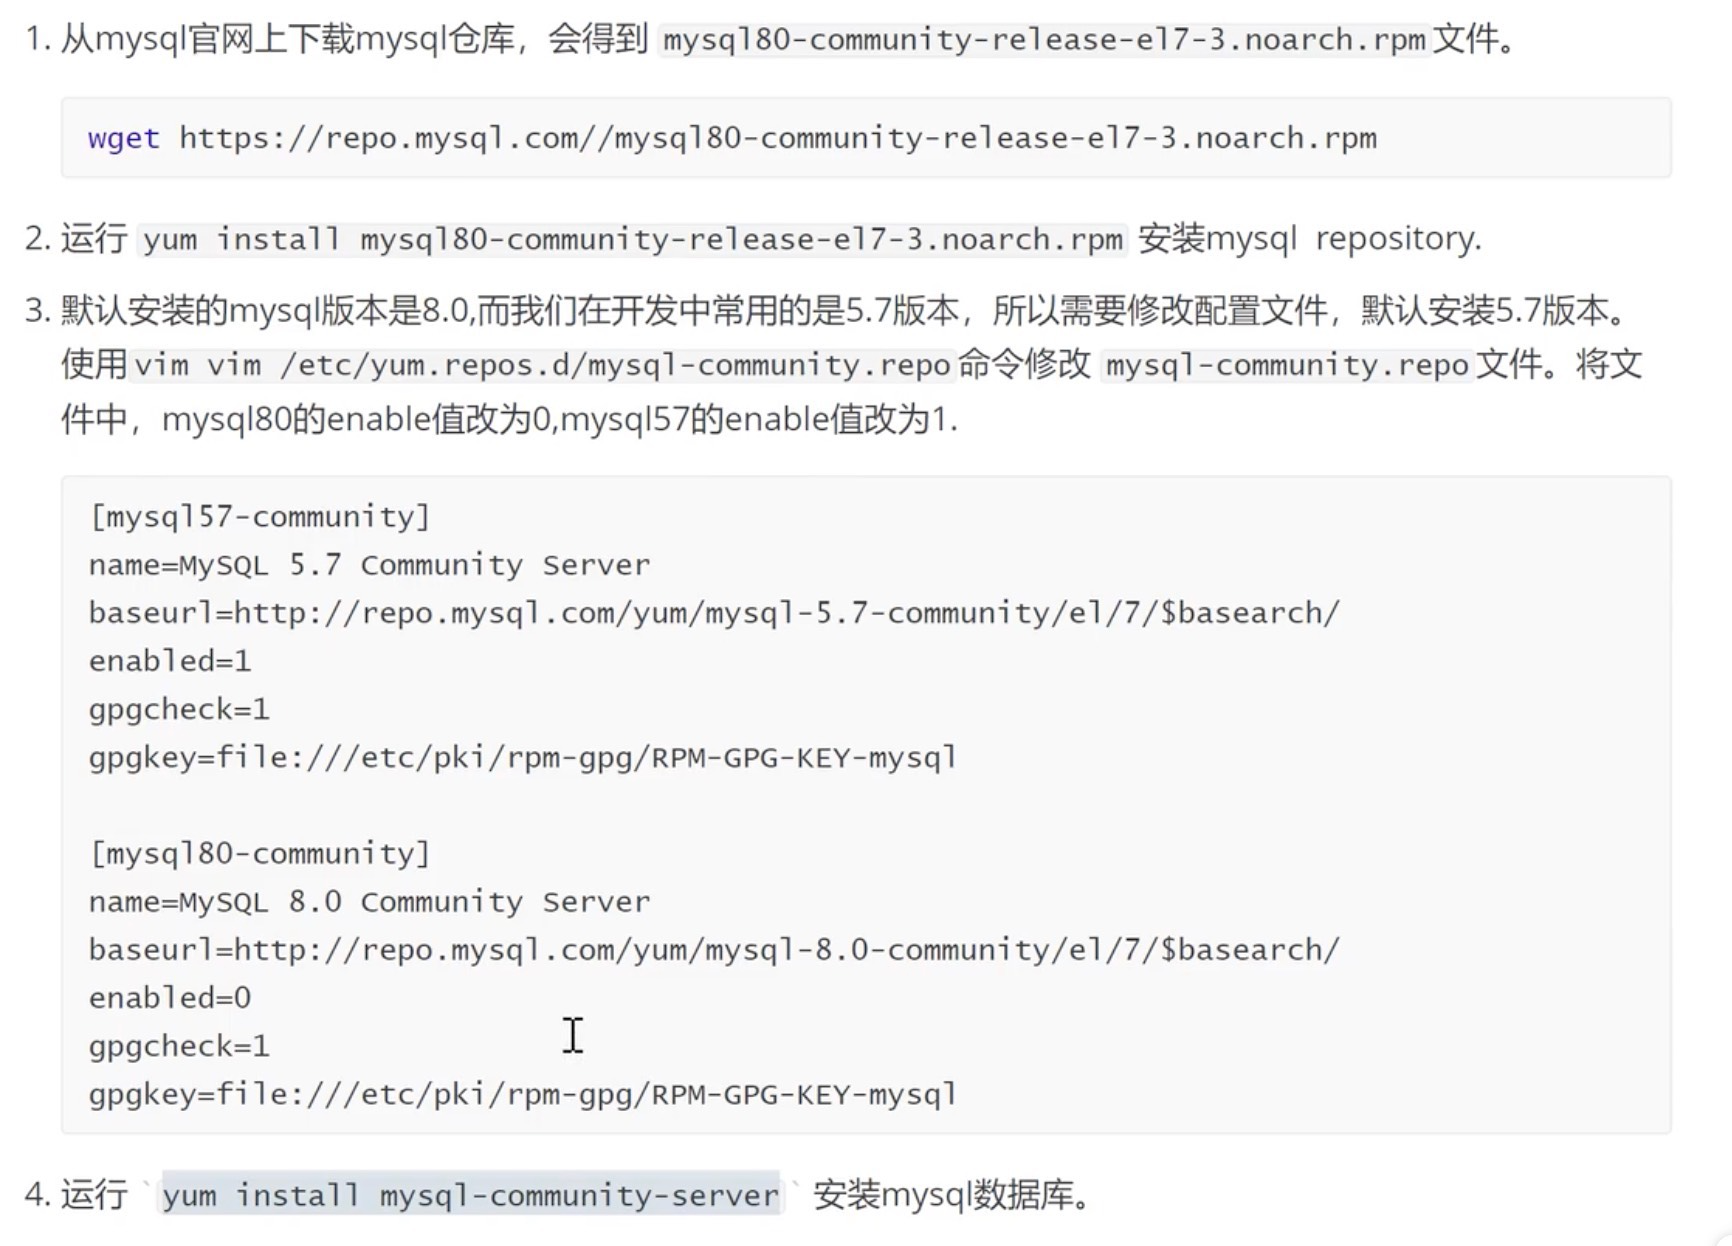 1. 从mysql官网上下载mysql仓库，会得到 mysql80-community-release-el7-3.noarch.rpm文件。
wget https://repo.mysql.com//mysql80-community-release-el7-3.noarch.rpm
2. 运行 yum install mysql80-community-release-el7-3.noarch.rpm 安装mysql repository.
3. 默认安装的mysql版本是8.0,而我们在开发中常用的是5.7版本，所以需要修改配置文件，默认安装5.7版本。
使用vim vim /etc/yum.repos.d/mysql-community.repo命令修改 mysql-community.repo文件。将文
件中，mysql80的enable值改为0,mysql57的enable值改为1.
[mysql57-community]
name=MySQL 5.7 Community Server
baseurl=http://repo.mysql.com/yum/mysql-5.7-community/el/7/$basearch/
enabled=1
gpgcheck=1
gpgkey=file:///etc/pki/rpm-gpg/RPM-GPG-KEY-mysql
[mysql80-community]
name=MySQL 8.0 Community Server
baseurl=http://repo.mysql.com/yum/mysql-8.0-community/el/7/$basearch/
enabled=0
gpgcheck=1
gpgkey=file:///etc/pki/rpm-gpg/RPM-GPG-KEY-mysql
4. 运行 `yum install mysql-community-server` 安装mysql数据库。